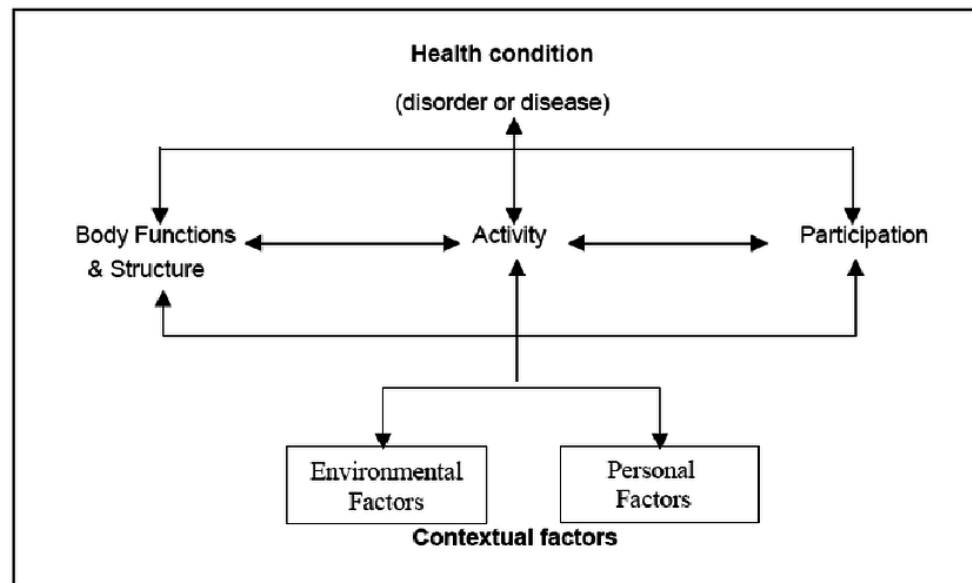 Health condition
(disorder or disease)
Body Functions
& Structure
Activity
Participation
Environmental
Factors
Personal
Factors
Contextual factors